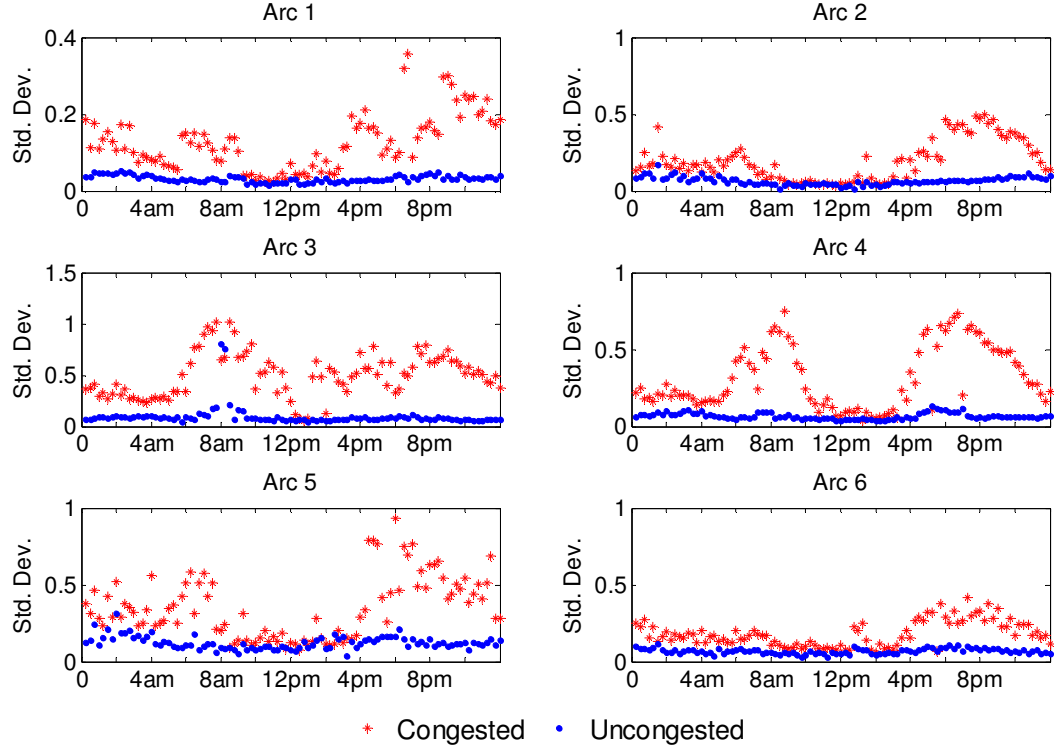 Arc 1
Std. Dev.
0.4
0.2
0
0 4am 8am 12pm 4pm 8pm
Arc 2
Std. Dev.
1
0.5
0
0 4am 8am 12pm 4pm 8pm
Arc 3
Std. Dev.
1.5
1
0.5
0
0 4am 8am 12pm 4pm 8pm
Arc 4
Std. Dev.
1
0.5
0
0 4am 8am 12pm 4pm 8pm
Arc 5
Std. Dev.
1
0.5
0
0 4am 8am 12pm 4pm 8pm
Arc 6
Std. Dev.
1
0.5
0
0 4am 8am 12pm 4pm 8pm
Congested Uncongested